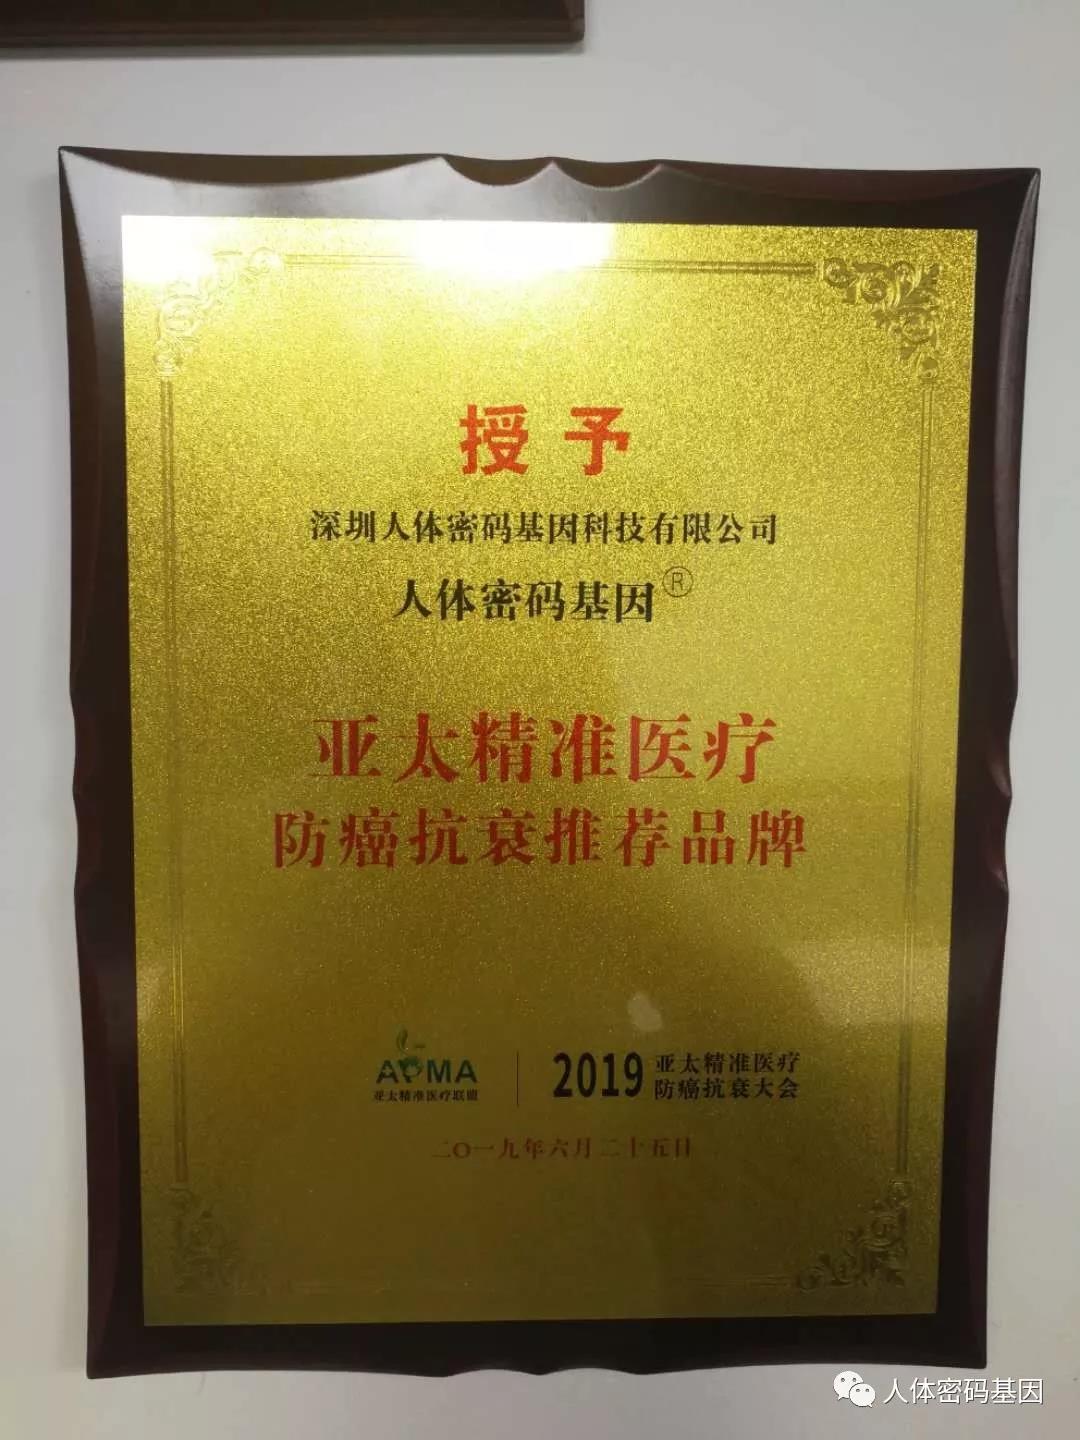 授予
深圳人体密码基因科技有限公司
人体密码基因®
亚太精准医疗
防癌抗衰推荐品牌
APMA
亚太精准医疗联盟
2019 亚太精准医疗
防癌抗衰大会
二〇一九年六月二十五日
人体密码基因